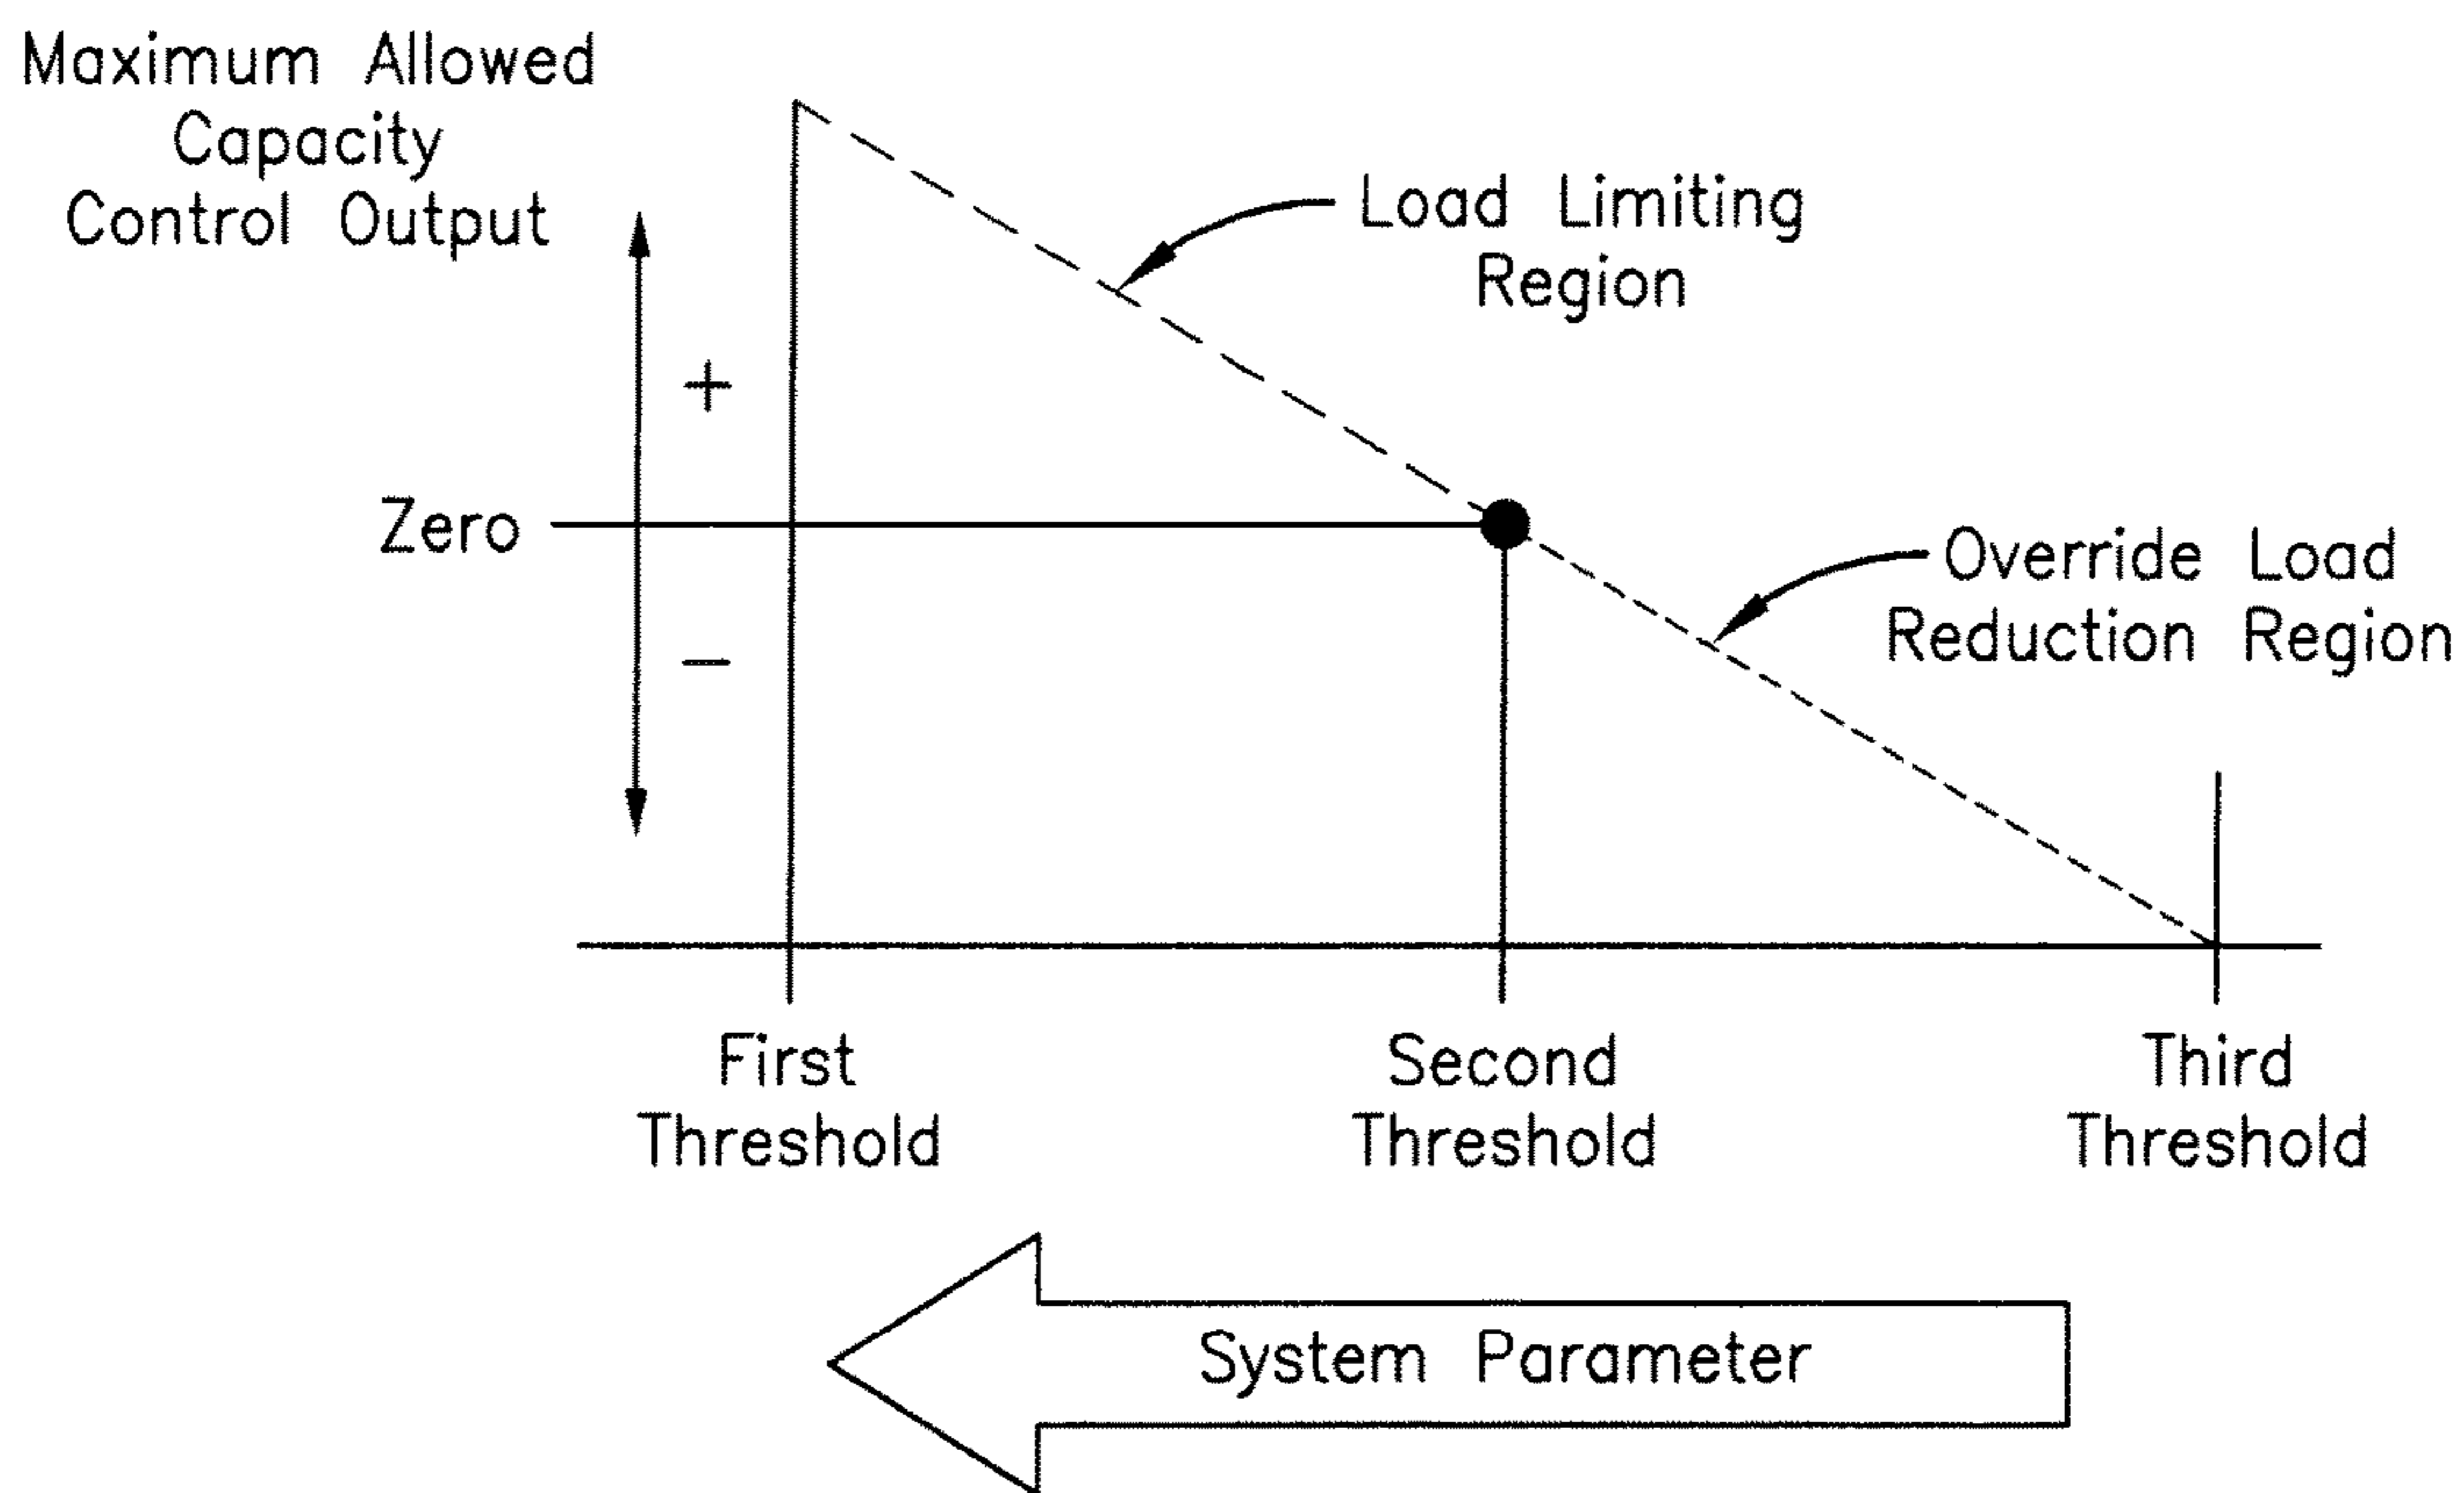 Maximum Allowed
Capacity
Control Output
Load Limiting
Region
+
Zero
Override Load
Reduction Region
−
First
Threshold
Second
Threshold
Third
Threshold
System Parameter